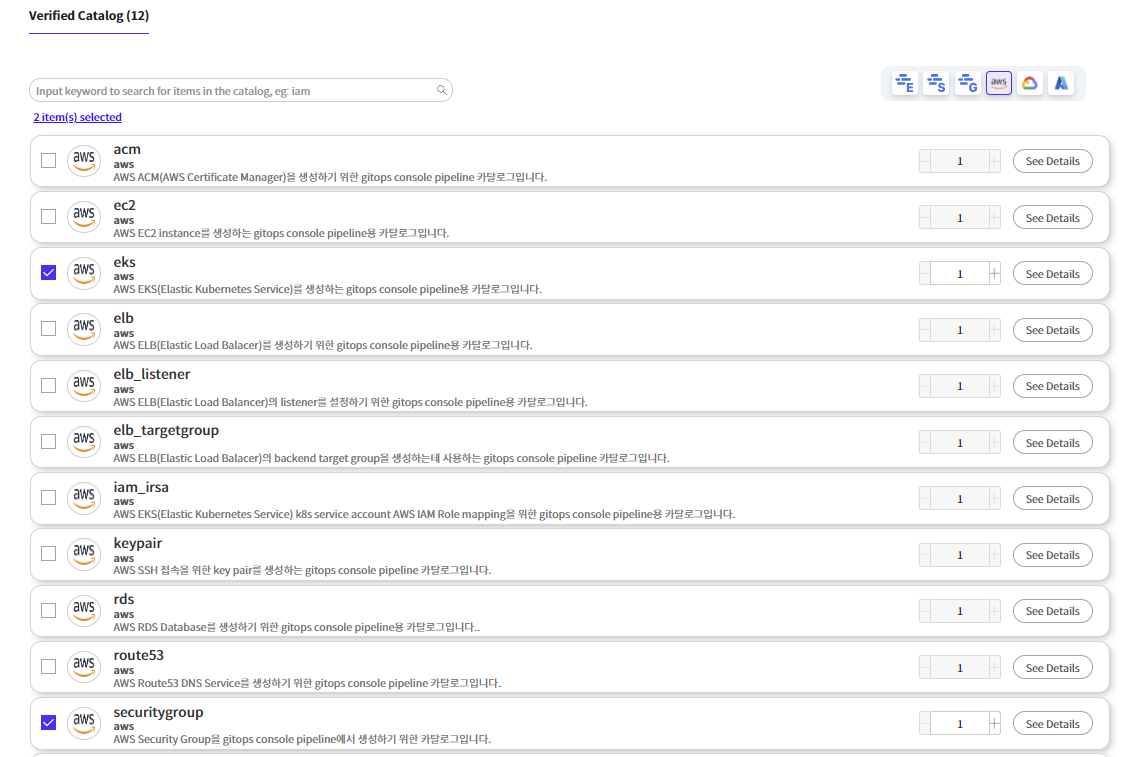 Verified Catalog (12)
Input keyword to search for items in the catalog, eg: iam
E
S
G
aws
2 item(s) selected
aws
acm
aws
AWS ACM(AWS Certificate Manager)을 생성하기 위한 gitops console pipeline 카탈로그입니다.
1
See Details
aws
ec2
aws
AWS EC2 instance를 생성하는 gitops console pipeline용 카탈로그입니다.
1
See Details
aws
eks
aws
AWS EKS(Elastic Kubernetes Service)를 생성하는 gitops console pipeline용 카탈로그입니다.
1
See Details
aws
elb
aws
AWS ELB(Elastic Load Balacer)를 생성하기 위한 gitops console pipeline용 카탈로그입니다.
1
See Details
aws
elb_listener
aws
AWS ELB(Elastic Load Balancer)의 listener를 설정하기 위한 gitops console pipeline용 카탈로그입니다.
1
See Details
aws
elb_targetgroup
aws
AWS ELB(Elastic Load Balacer)의 backend target group을 생성하는데 사용하는 gitops console pipeline 카탈로그입니다.
1
See Details
aws
iam_irsa
aws
AWS EKS(Elastic Kubernetes Service) k8s service account AWS IAM Role mapping을 위한 gitops console pipeline용 카탈로그입니다.
1
See Details
aws
keypair
aws
AWS SSH 접속을 위한 key pair를 생성하는 gitops console pipeline 카탈로그입니다.
1
See Details
aws
rds
aws
AWS RDS Database를 생성하기 위한 gitops console pipeline용 카탈로그입니다..
1
See Details
aws
route53
aws
AWS Route53 DNS Service를 생성하기 위한 gitops console pipeline 카탈로그입니다.
1
See Details
aws
securitygroup
aws
AWS Security Group을 gitops console pipeline에서 생성하기 위한 카탈로그입니다.
1
See Details